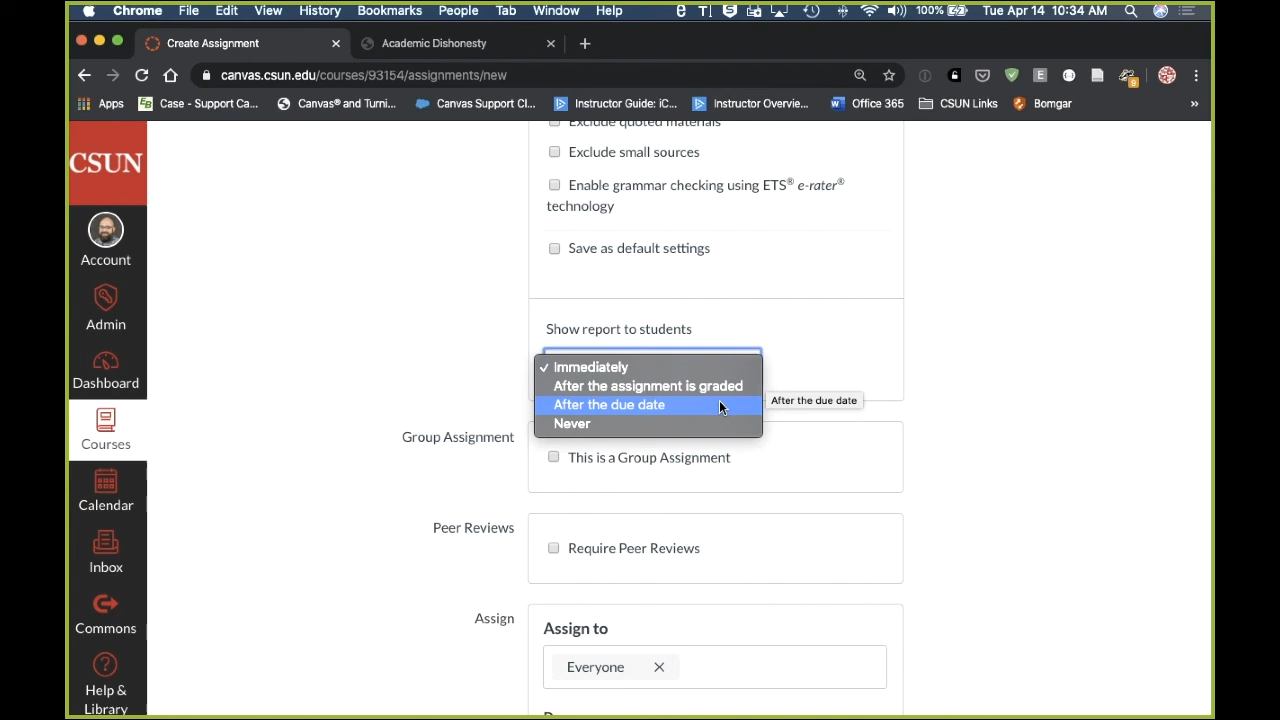 Chrome File Edit View History Bookmarks People Tab Window Help 100% Tue Apr 14 10:34 AM
Create Assignment Academic Dishonesty
canvas.csun.edu/courses/93154/assignments/new
Apps Case - Support Ca... Canvas® and Turni... Canvas Support Cl... Instructor Guide: iC... Instructor Overvie... Office 365 CSUN Links Bomgar »
CSUN
Account
Admin
Dashboard
Courses
Calendar
Inbox
Commons
Help &
Library
Exclude quoted materials
Exclude small sources
Enable grammar checking using ETS® e-rater®
technology
Save as default settings
Show report to students
✓ Immediately
After the assignment is graded
After the due date
Never
After the due date
Group Assignment
This is a Group Assignment
Peer Reviews
Require Peer Reviews
Assign
Assign to
Everyone